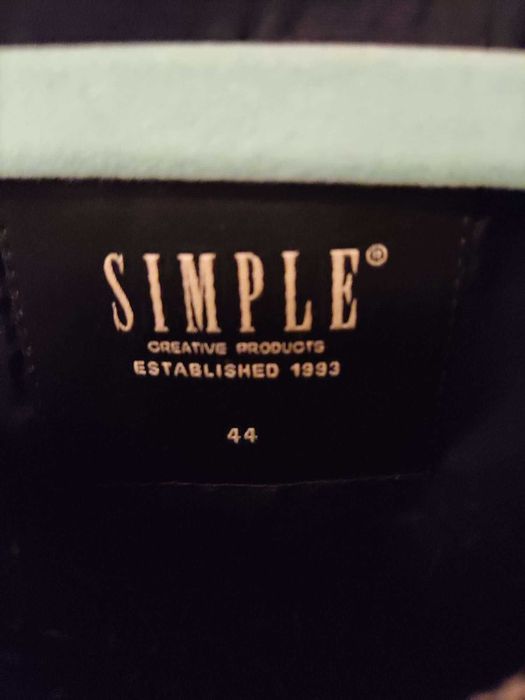 SIMPLE®
CREATIVE PRODUCTS
ESTABLISHED 1993
44